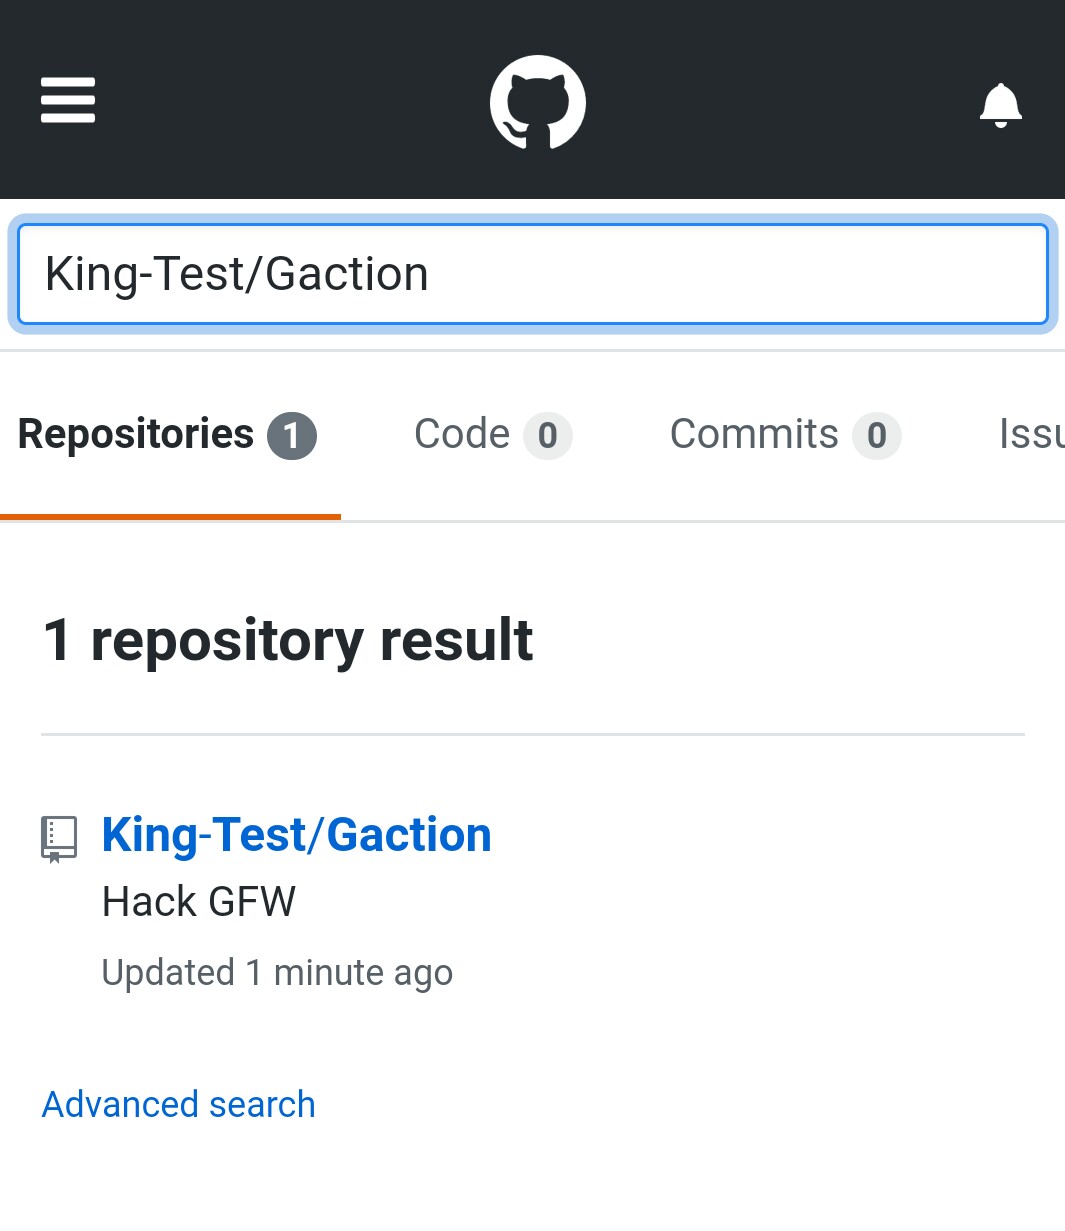 King-Test/Gaction
Repositories 1 Code 0 Commits 0 Issu
1 repository result
King-Test/Gaction
Hack GFW
Updated 1 minute ago
Advanced search